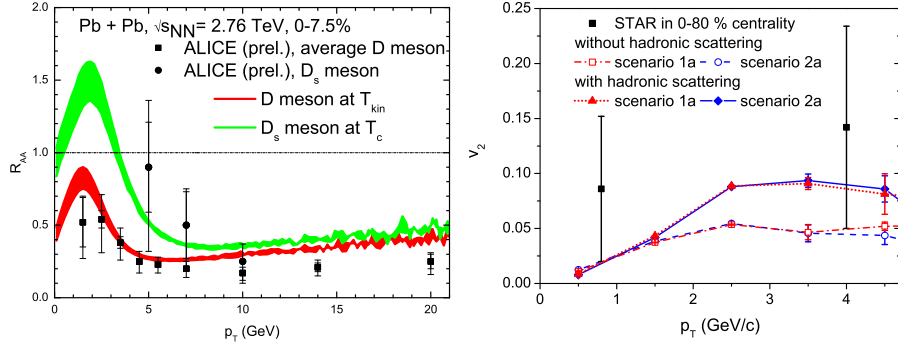 Pb + Pb, √sNN = 2.76 TeV, 0-7.5%
ALICE (prel.), average D meson
ALICE (prel.), Ds meson
D meson at Tkin
Ds meson at Tc
2.0
1.5
1.0
0.5
0.0
RAA
0
5
10
15
20
pT (GeV)
STAR in 0-80 % centrality
without hadronic scattering
scenario 1a
scenario 2a
with hadronic scattering
scenario 1a
scenario 2a
0.25
0.20
0.15
0.10
0.05
0.00
v2
0
1
2
3
4
pT (GeV/c)